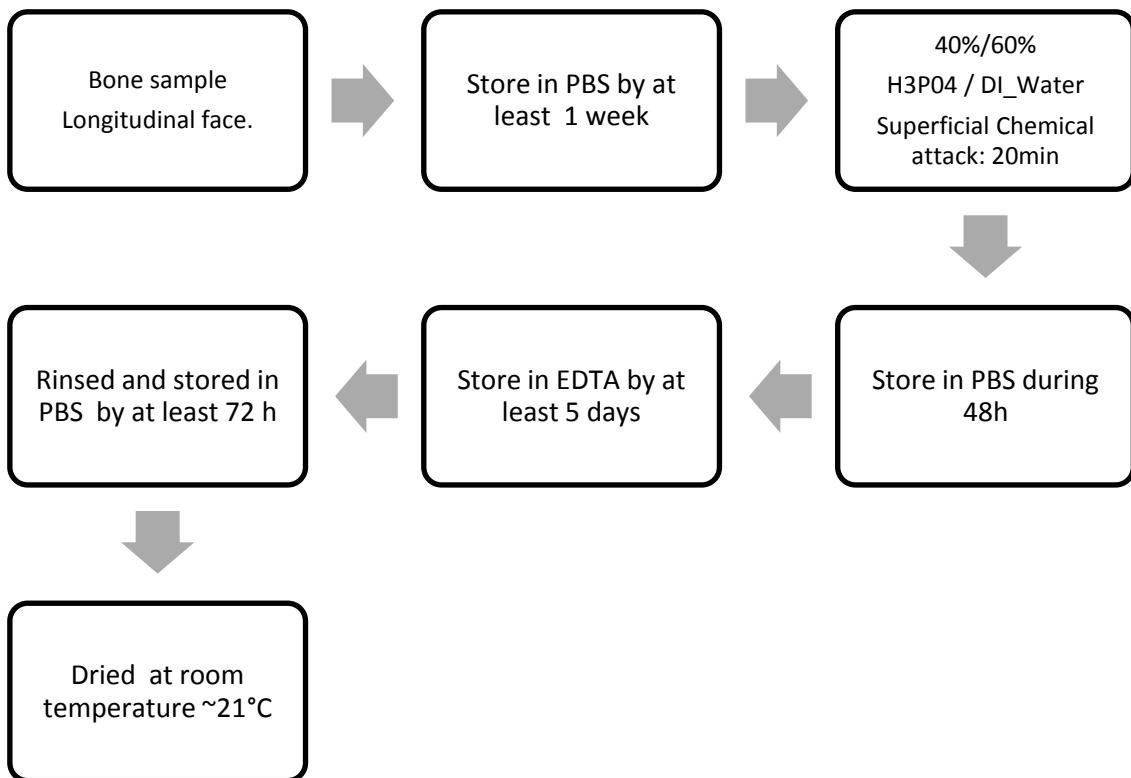 Bone sample
Longitudinal face.
Store in PBS by at
least 1 week
40%/60%
H3P04 / DI_Water
Superficial Chemical
attack: 20min
Store in PBS during
48h
Store in EDTA by at
least 5 days
Rinsed and stored in
PBS by at least 72 h
Dried at room
temperature ~21°C